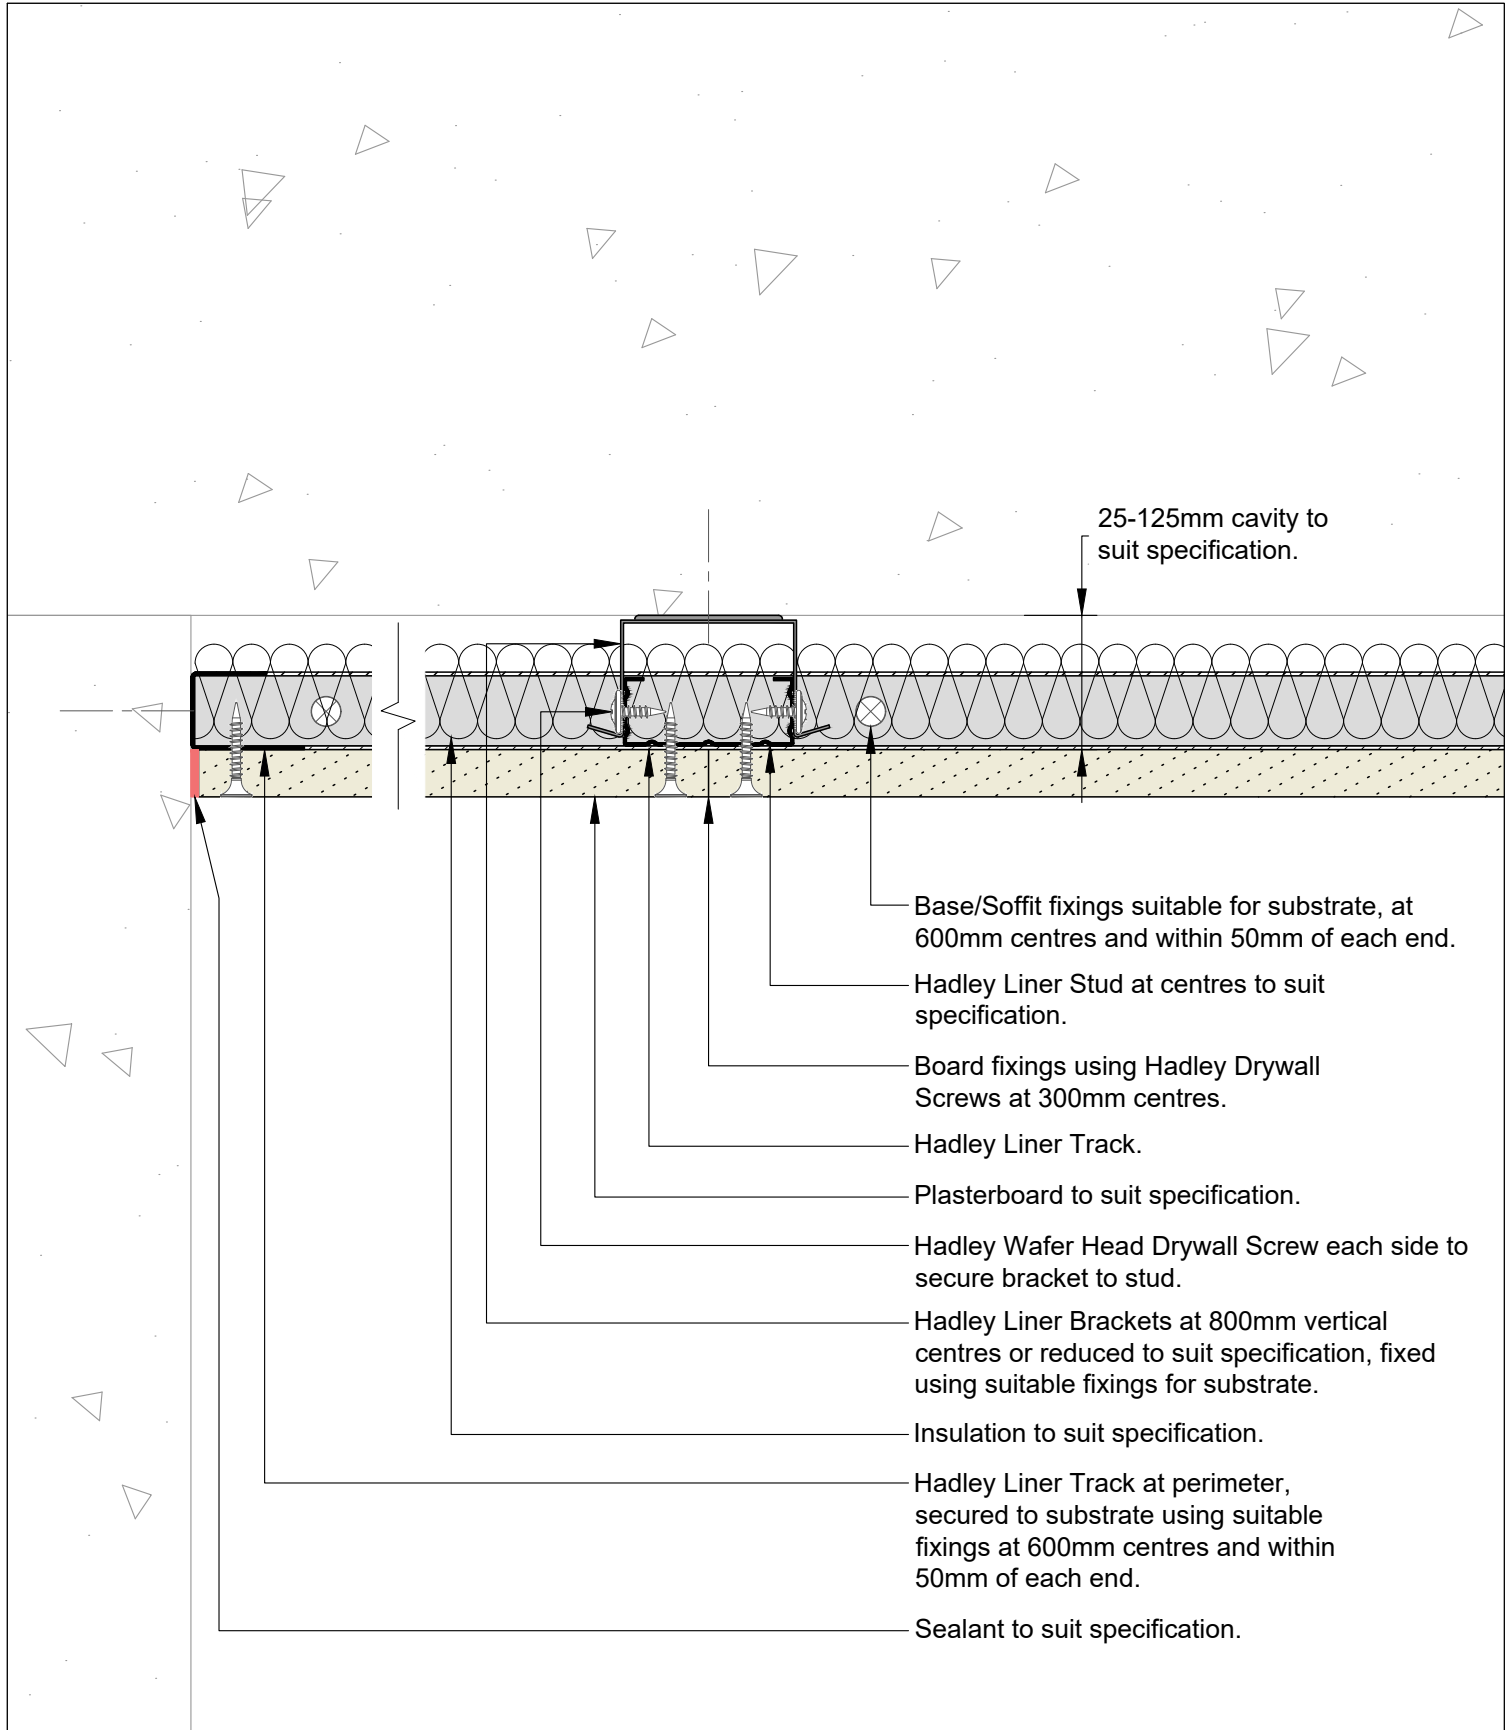 25-125mm cavity to
suit specification.
Base/Soffit fixings suitable for substrate, at
600mm centres and within 50mm of each end.
Hadley Liner Stud at centres to suit
specification.
Board fixings using Hadley Drywall
Screws at 300mm centres.
Hadley Liner Track.
Plasterboard to suit specification.
Hadley Wafer Head Drywall Screw each side to
secure bracket to stud.
Hadley Liner Brackets at 800mm vertical
centres or reduced to suit specification, fixed
using suitable fixings for substrate.
Insulation to suit specification.
Hadley Liner Track at perimeter,
secured to substrate using suitable
fixings at 600mm centres and within
50mm of each end.
Sealant to suit specification.